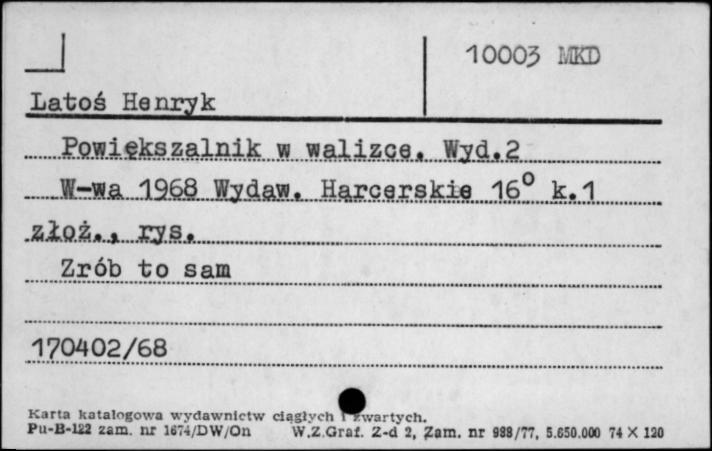 10003 MKD
Latoś Henryk
Powiększalnik w walizce. Wyd.2
W-wa 1968 Wydaw. Harcerskie 16° k.1
złoż., rys.
Zrób to sam
170402/68
Karta katalogowa wydawnictw ciągłych i zwartych.
Pu-B-122 zam. nr 1674/DW/On W.Z.Graf. Z-d 2, Zam. nr 988/77, 5.650.000 74 X 120